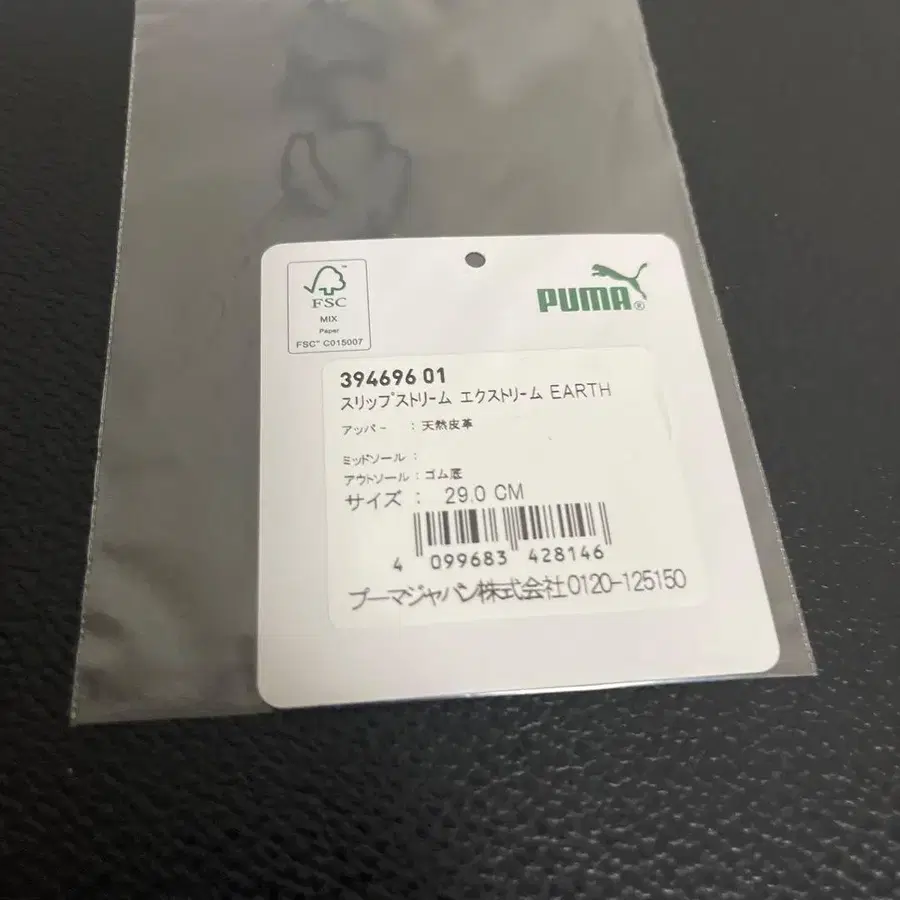 FSC
MIX
Paper
FSC™ C015007
PUMA®
394696 01
スリップストリーム エクストリーム EARTH
アッパー ：天然皮革
ミッドソール：
アウトソール：ゴム底
サイズ： 29.0 CM
4 099683 428146
プーマジャパン株式会社0120-125150